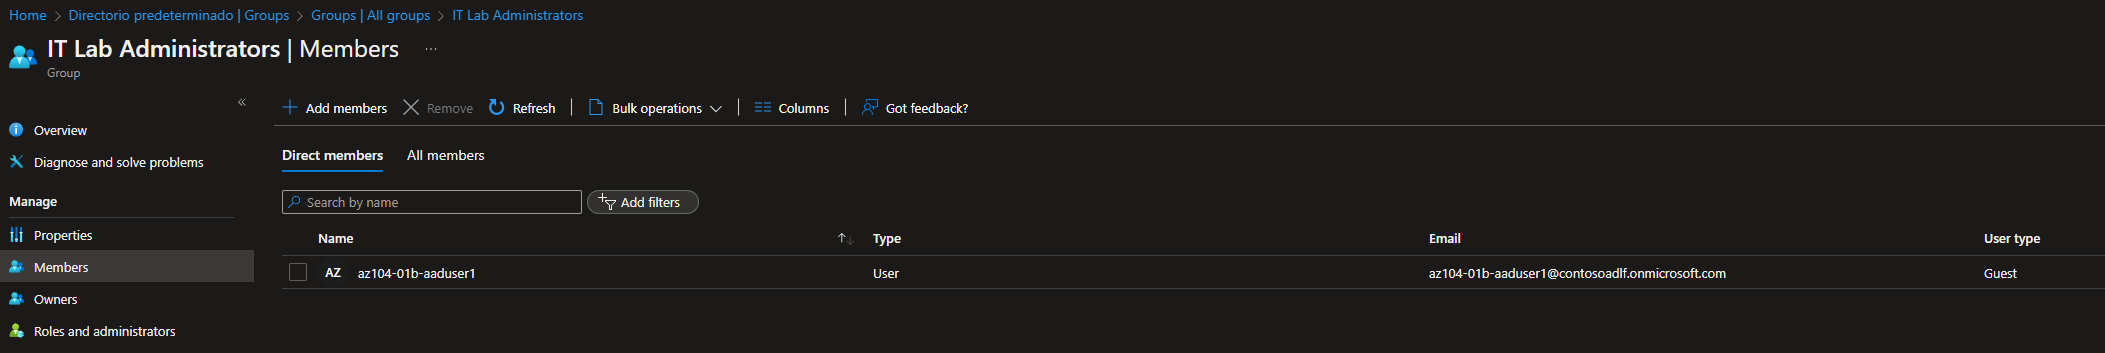 Home > Directorio predeterminado | Groups > Groups | All groups > IT Lab Administrators
IT Lab Administrators | Members ...
Group
«
Add members Remove Refresh | Bulk operations | Columns | Got feedback?
Overview
Diagnose and solve problems
Manage
Properties
Members
Owners
Roles and administrators
Direct members All members
Search by name Add filters
Name Type Email User type
AZ az104-01b-aaduser1 User az104-01b-aaduser1@contosoadlf.onmicrosoft.com Guest